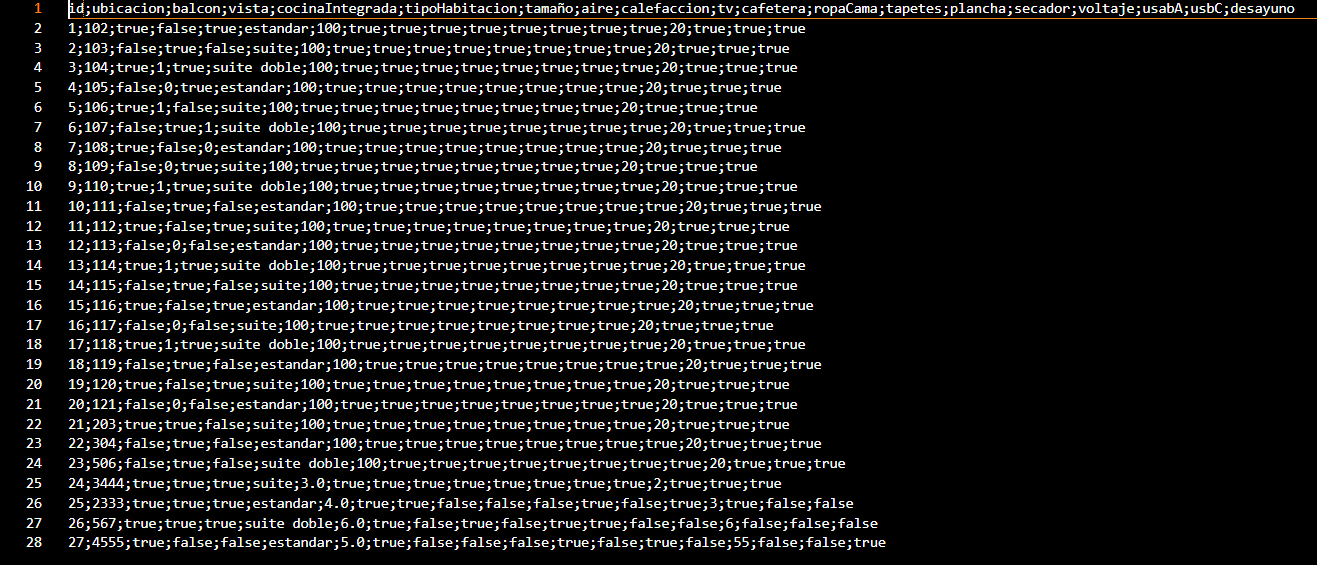 1 id;ubicacion;balcon;vista;cocinaIntegrada;tipoHabitacion;tamaño;aire;calefaccion;tv;cafetera;ropaCama;tapetes;plancha;secador;voltaje;usabA;usbC;desayuno
2 1;102;true;false;true;estandar;100;true;true;true;true;true;true;true;true;20;true;true;true
3 2;103;false;true;false;suite;100;true;true;true;true;true;true;true;true;20;true;true;true
4 3;104;true;1;true;suite doble;100;true;true;true;true;true;true;true;true;20;true;true;true
5 4;105;false;0;true;estandar;100;true;true;true;true;true;true;true;true;20;true;true;true
6 5;106;true;1;false;suite;100;true;true;true;true;true;true;true;true;20;true;true;true
7 6;107;false;true;1;suite doble;100;true;true;true;true;true;true;true;true;20;true;true;true
8 7;108;true;false;0;estandar;100;true;true;true;true;true;true;true;true;20;true;true;true
9 8;109;false;0;true;suite;100;true;true;true;true;true;true;true;true;20;true;true;true
10 9;110;true;1;true;suite doble;100;true;true;true;true;true;true;true;true;20;true;true;true
11 10;111;false;true;false;estandar;100;true;true;true;true;true;true;true;true;20;true;true;true
12 11;112;true;false;true;suite;100;true;true;true;true;true;true;true;true;20;true;true;true
13 12;113;false;0;false;estandar;100;true;true;true;true;true;true;true;true;20;true;true;true
14 13;114;true;1;true;suite doble;100;true;true;true;true;true;true;true;true;20;true;true;true
15 14;115;false;true;false;suite;100;true;true;true;true;true;true;true;true;20;true;true;true
16 15;116;true;false;true;estandar;100;true;true;true;true;true;true;true;true;20;true;true;true
17 16;117;false;0;false;suite;100;true;true;true;true;true;true;true;true;20;true;true;true
18 17;118;true;1;true;suite doble;100;true;true;true;true;true;true;true;true;20;true;true;true
19 18;119;false;true;false;estandar;100;true;true;true;true;true;true;true;true;20;true;true;true
20 19;120;true;false;true;suite;100;true;true;true;true;true;true;true;true;20;true;true;true
21 20;121;false;0;false;estandar;100;true;true;true;true;true;true;true;true;20;true;true;true
22 21;203;true;true;false;suite;100;true;true;true;true;true;true;true;true;20;true;true;true
23 22;304;false;true;false;estandar;100;true;true;true;true;true;true;true;true;20;true;true;true
24 23;506;false;true;false;suite doble;100;true;true;true;true;true;true;true;true;20;true;true;true
25 24;3444;true;true;true;suite;3.0;true;true;true;true;true;true;true;true;2;true;true;true
26 25;2333;true;true;true;estandar;4.0;true;true;false;false;false;true;false;true;3;true;false;false
27 26;567;true;true;true;suite doble;6.0;true;false;true;false;true;true;false;false;6;false;false;false
28 27;4555;true;false;false;estandar;5.0;true;false;false;false;true;false;true;false;55;false;false;true